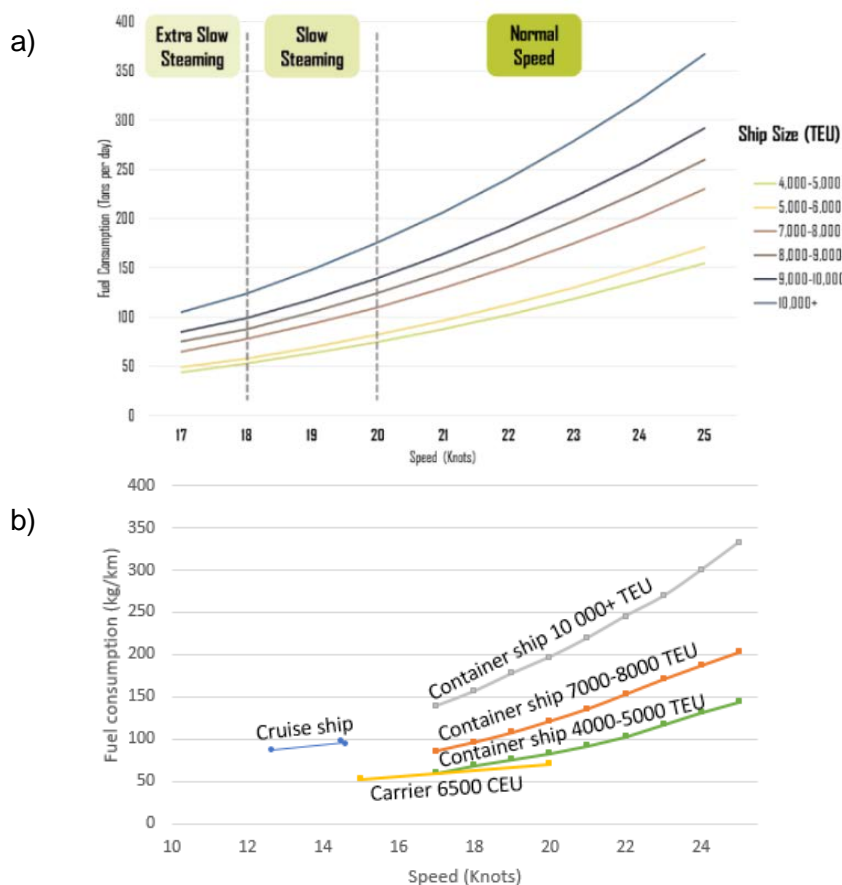 a)
400
350
300
250
200
150
100
50
0
Fuel Consumption (Tons per day)
Extra Slow
Steaming
Slow
Steaming
Normal
Speed
Ship Size (TEU)
4,000-5,000
5,000-6,000
7,000-8,000
8,000-9,000
9,000-10,000
10,000+
17 18 19 20 21 22 23 24 25
Speed (Knots)
b)
400
350
300
250
200
150
100
50
0
Fuel consumption (kg/km)
Container ship 10 000+ TEU
Container ship 7000-8000 TEU
Container ship 4000-5000 TEU
Cruise ship
Carrier 6500 CEU
10 12 14 16 18 20 22 24
Speed (Knots)